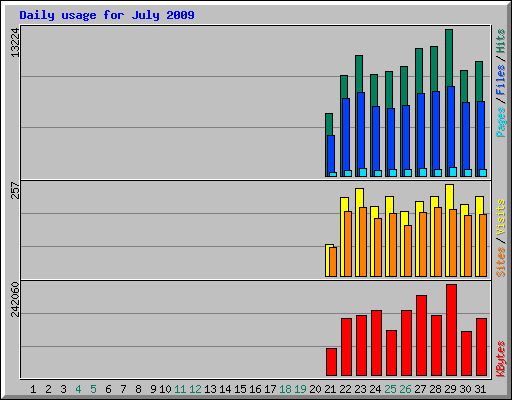 Daily usage for July 2009
13224
Pages / Files / Hits
257
Sites / Visits
242060
KBytes
1 2 3 4 5 6 7 8 9 10 11 12 13 14 15 16 17 18 19 20 21 22 23 24 25 26 27 28 29 30 31